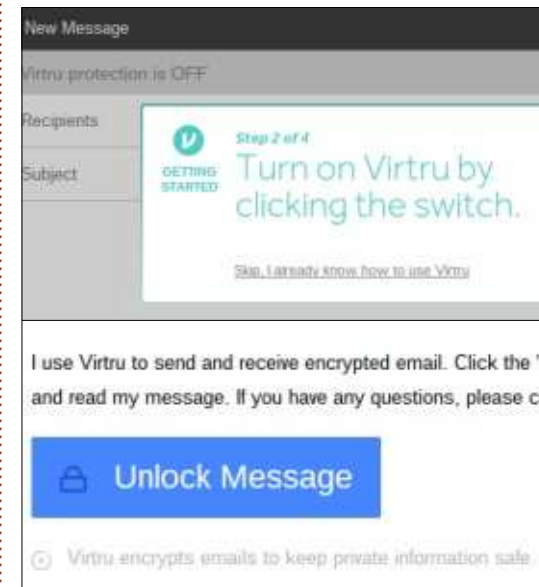 New Message
Virtru protection is OFF
Recipients
Subject
GETTING
STARTED
Step 2 of 4
Turn on Virtru by
clicking the switch.
Skip, I already know how to use Virtru
I use Virtru to send and receive encrypted email. Click the
and read my message. If you have any questions, please c
Unlock Message
Virtru encrypts emails to keep private information safe